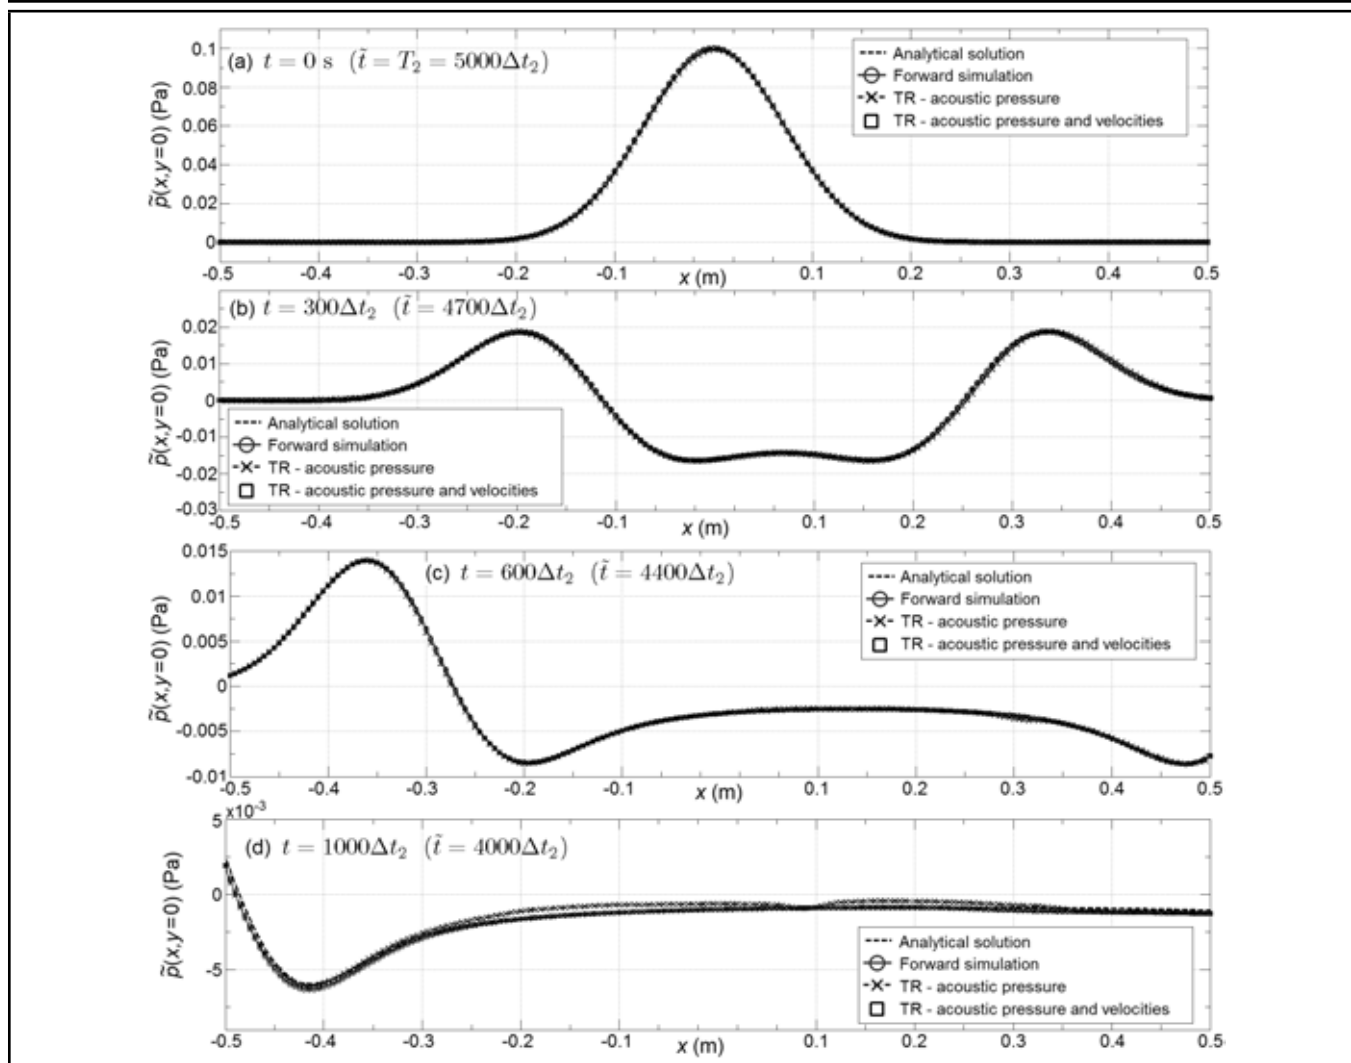 (a) t = 0 s (t̃ = T₂ = 5000Δt₂)
Analytical solution
Forward simulation
TR - acoustic pressure
TR - acoustic pressure and velocities
p̃(x,y=0) (Pa)
0.1
0.08
0.06
0.04
0.02
0
-0.5 -0.4 -0.3 -0.2 -0.1 0.1 0.2 0.3 0.4 0.5
x (m)
(b) t = 300Δt₂ (t̃ = 4700Δt₂)
p̃(x,y=0) (Pa)
0.02
0.01
0
-0.01
-0.02
-0.03
Analytical solution
Forward simulation
TR - acoustic pressure
TR - acoustic pressure and velocities
-0.5 -0.4 -0.3 -0.2 -0.1 0.1 0.2 0.3 0.4 0.5
x (m)
(c) t = 600Δt₂ (t̃ = 4400Δt₂)
Analytical solution
Forward simulation
TR - acoustic pressure
TR - acoustic pressure and velocities
p̃(x,y=0) (Pa)
0.015
0.01
0.005
0
-0.005
-0.01
-0.5 -0.4 -0.3 -0.2 -0.1 0.1 0.2 0.3 0.4 0.5
x (m)
x10⁻³
(d) t = 1000Δt₂ (t̃ = 4000Δt₂)
p̃(x,y=0) (Pa)
5
0
-5
Analytical solution
Forward simulation
TR - acoustic pressure
TR - acoustic pressure and velocities
-0.5 -0.4 -0.3 -0.2 -0.1 0.1 0.2 0.3 0.4 0.5
x (m)